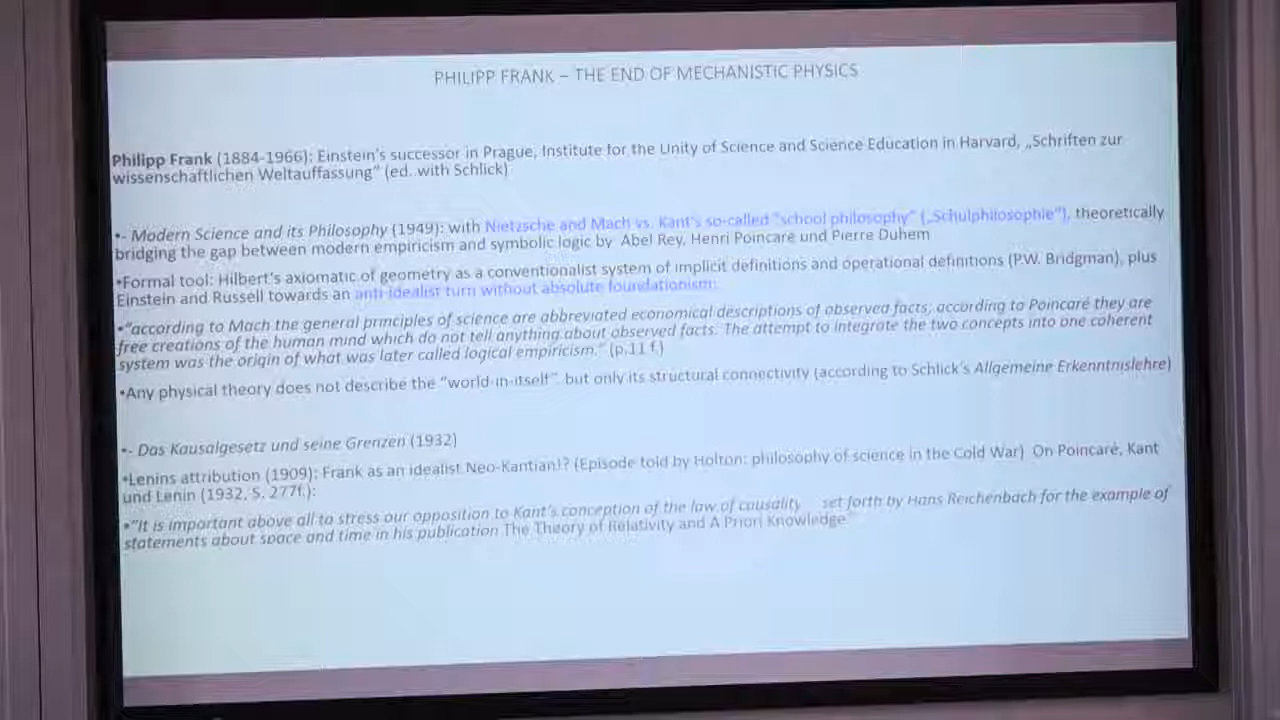 PHILIPP FRANK – THE END OF MECHANISTIC PHYSICS
Philipp Frank (1884-1966): Einstein's successor in Prague, Institute for the Unity of Science and Science Education in Harvard, „Schriften zur
wissenschaftlichen Weltauffassung“ (ed. with Schlick)
•- Modern Science and its Philosophy (1949): with Nietzsche and Mach vs. Kant's so-called “school philosophy” („Schulphilosophie“), theoretically
bridging the gap between modern empiricism and symbolic logic by Abel Rey, Henri Poincaré und Pierre Duhem
•Formal tool: Hilbert's axiomatic of geometry as a conventionalist system of implicit definitions and operational definitions (P.W. Bridgman), plus
Einstein and Russell towards an anti-idealist turn without absolute foundationism:
•“according to Mach the general principles of science are abbreviated economical descriptions of observed facts; according to Poincaré they are
free creations of the human mind which do not tell anything about observed facts. The attempt to integrate the two concepts into one coherent
system was the origin of what was later called logical empiricism.” (p.11 f.)
•Any physical theory does not describe the “world-in-itself”, but only its structural connectivity (according to Schlick's Allgemeine Erkenntnislehre)
•- Das Kausalgesetz und seine Grenzen (1932)
•Lenins attribution (1909): Frank as an idealist Neo-Kantian!? (Episode told by Holton: philosophy of science in the Cold War) On Poincaré, Kant
und Lenin (1932, S. 277f.):
•“It is important above all to stress our opposition to Kant's conception of the law of causality set forth by Hans Reichenbach for the example of
statements about space and time in his publication The Theory of Relativity and A Priori Knowledge”